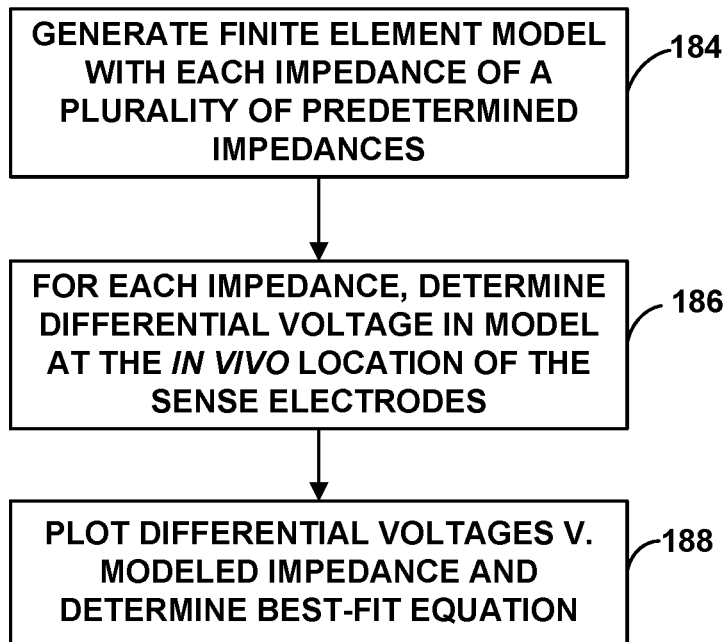 GENERATE FINITE ELEMENT MODEL
WITH EACH IMPEDANCE OF A
PLURALITY OF PREDETERMINED
IMPEDANCES
184
FOR EACH IMPEDANCE, DETERMINE
DIFFERENTIAL VOLTAGE IN MODEL
AT THE IN VIVO LOCATION OF THE
SENSE ELECTRODES
186
PLOT DIFFERENTIAL VOLTAGES V.
MODELED IMPEDANCE AND
DETERMINE BEST-FIT EQUATION
188